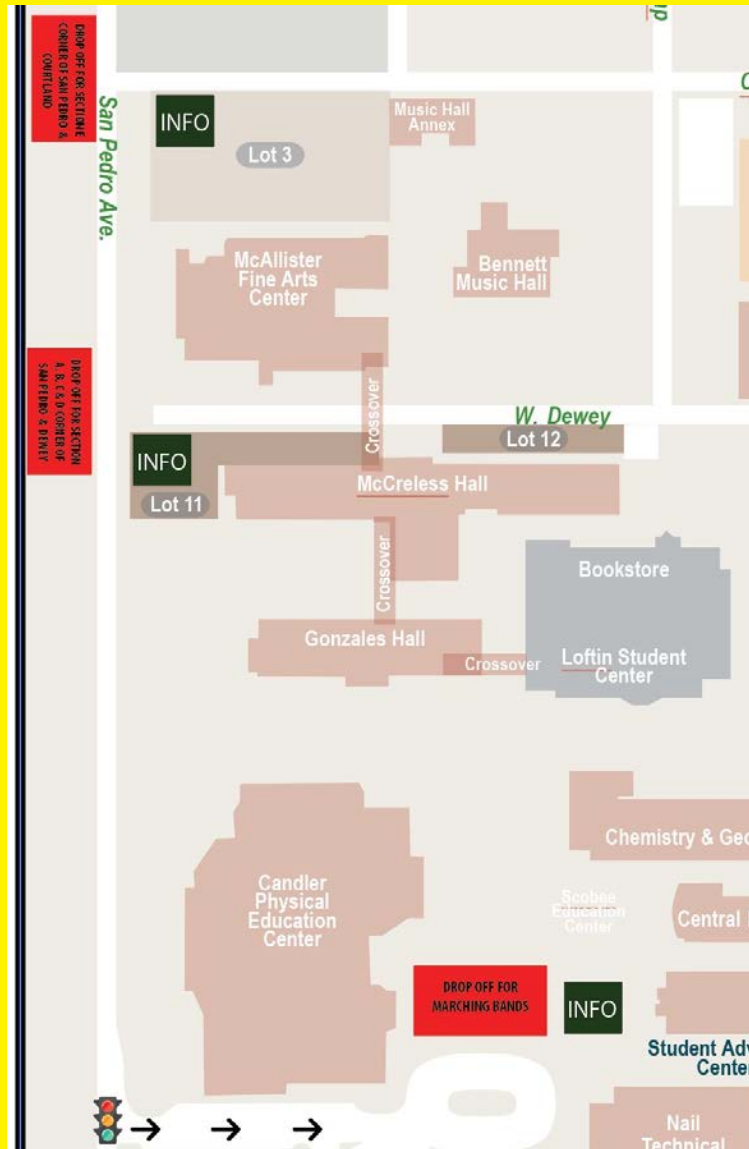 DROP OFF FOR SECTION E
CORNER OF SAN PEDRO &
COURTLAND
San Pedro Ave.
INFO
Lot 3
Music Hall
Annex
McAllister
Fine Arts
Center
Bennett
Music Hall
DROP OFF FOR SECTION
A, B, C & D CORNER OF
SAN PEDRO & DEWEY
Crossover
W. Dewey
Lot 12
INFO
Lot 11
McCreless Hall
Crossover
Bookstore
Gonzales Hall
Crossover
Loftin Student
Center
Chemistry & Geo
Candler
Physical
Education
Center
Scobee
Education
Center
Central
DROP OFF FOR
MARCHING BANDS
INFO
Student Adv
Cente
Nail
Technical